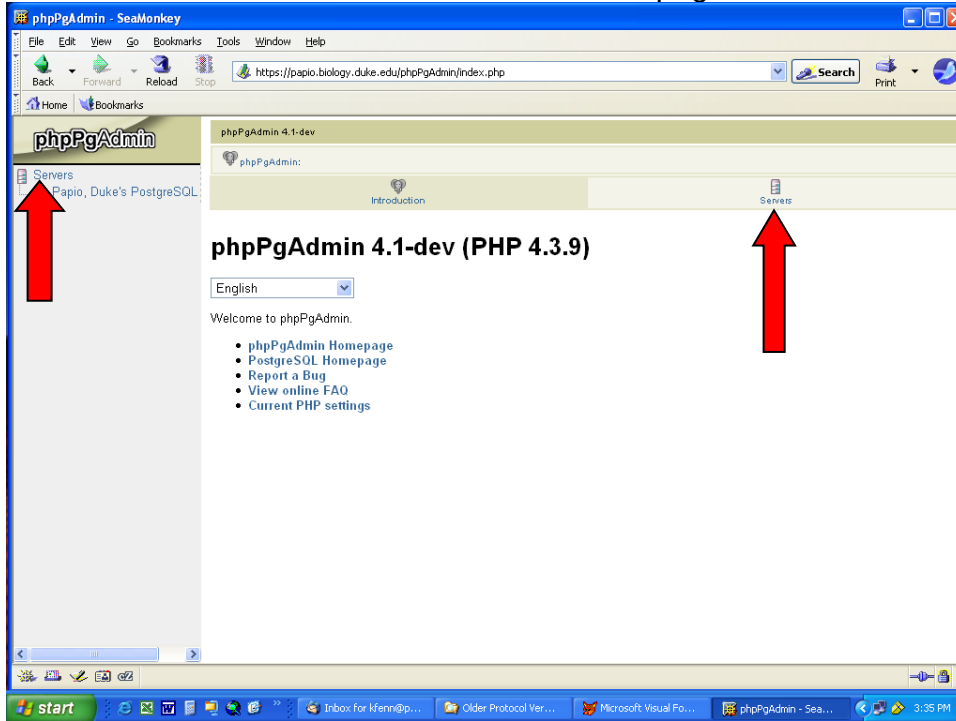 phpPgAdmin - SeaMonkey
File Edit View Go Bookmarks Tools Window Help
Back Forward Reload Stop https://papio.biology.duke.edu/phpPgAdmin/index.php Search Print
Home Bookmarks
phpPgAdmin
Servers
Papio, Duke's PostgreSQL
phpPgAdmin 4.1-dev
phpPgAdmin:
Introduction Servers
phpPgAdmin 4.1-dev (PHP 4.3.9)
English
Welcome to phpPgAdmin.
• phpPgAdmin Homepage
• PostgreSQL Homepage
• Report a Bug
• View online FAQ
• Current PHP settings
start Inbox for kfenn@p... Older Protocol Ver... Microsoft Visual Fo... phpPgAdmin - Sea... 3:35 PM